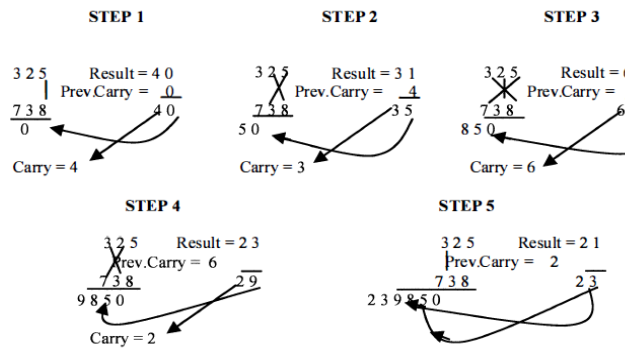 STEP 1
3 2 5 Result = 4 0
Prev.Carry = 0
7 3 8 4 0
0
Carry = 4
STEP 2
3 2 5 Result = 3 1
Prev.Carry = 4
7 3 8 3 5
5 0
Carry = 3
STEP 3
3 2 5 Result =
Prev.Carry =
7 3 8 6
8 5 0
Carry = 6
STEP 4
3 2 5 Result = 2 3
Prev.Carry = 6
7 3 8 2 9
9 8 5 0
Carry = 2
STEP 5
3 2 5 Result = 2 1
Prev.Carry = 2
7 3 8 2 3
2 3 9 8 5 0